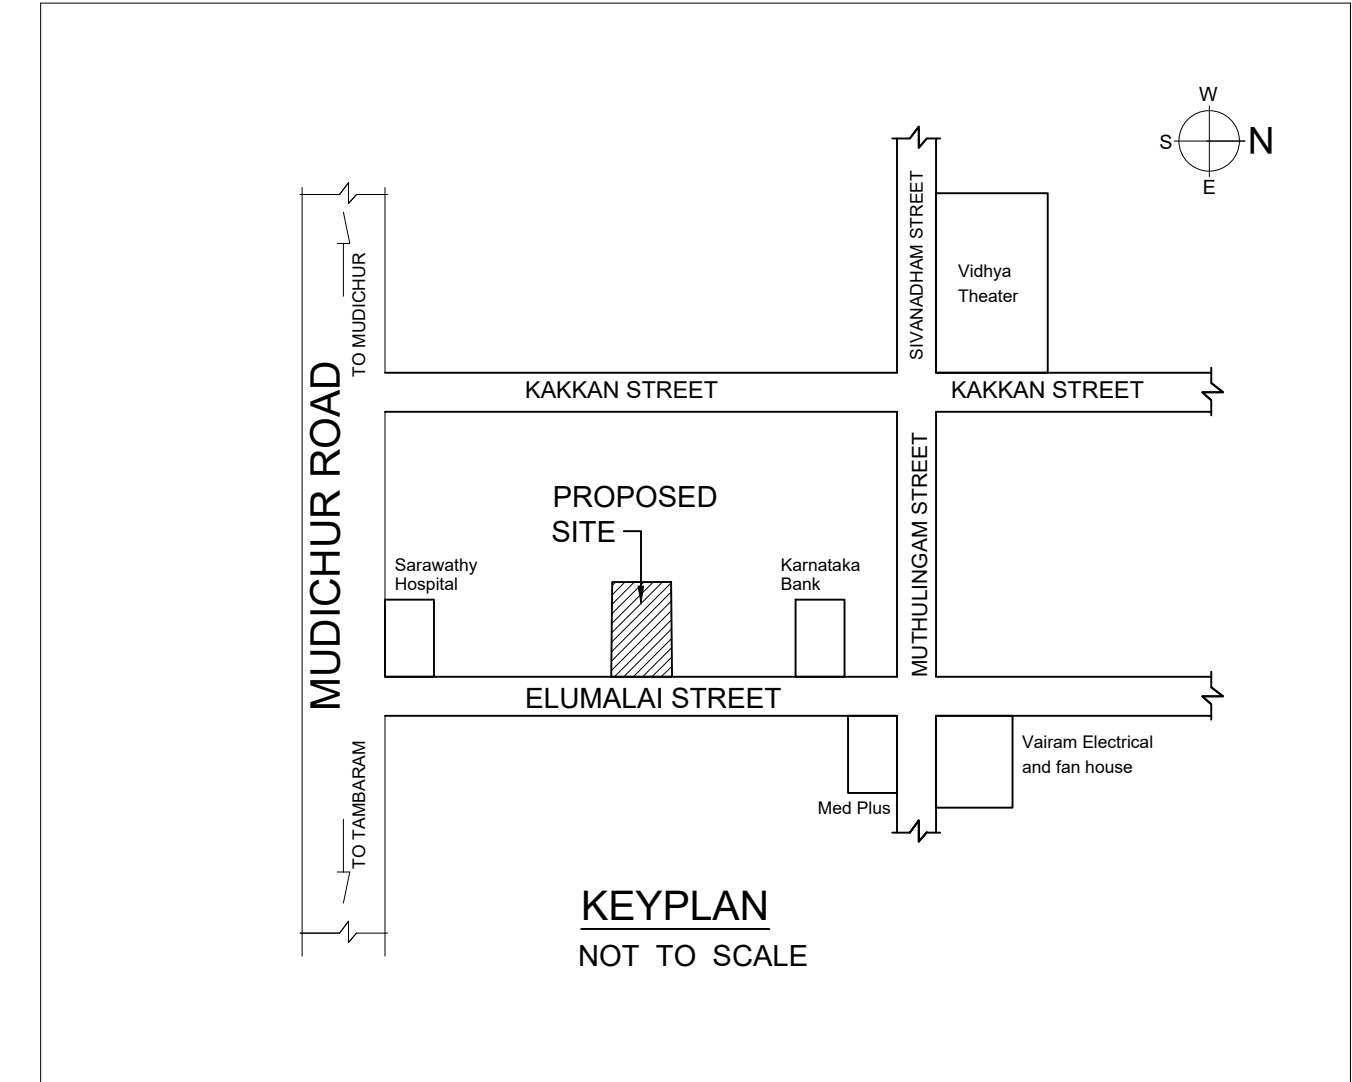 W
S
N
E
SIVANADHAM STREET
Vidhya
Theater
TO MUDICHUR
MUDICHUR ROAD
KAKKAN STREET
KAKKAN STREET
MUTHULINGAM STREET
PROPOSED
SITE
Sarawathy
Hospital
Karnataka
Bank
ELUMALAI STREET
TO TAMBARAM
Vairam Electrical
and fan house
Med Plus
KEYPLAN
NOT TO SCALE